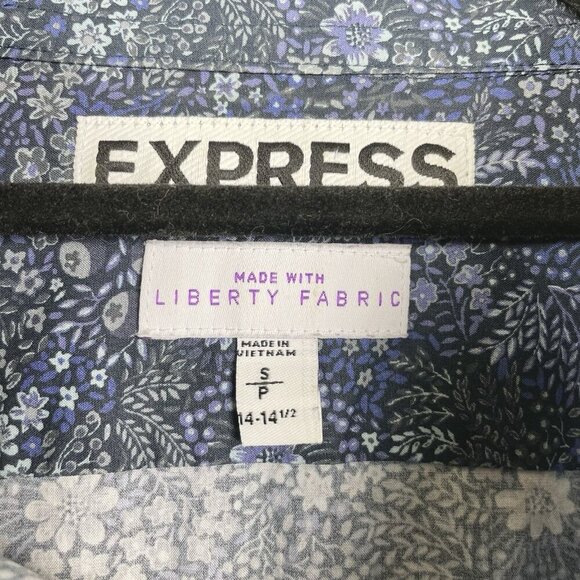 EXPRESS
MADE WITH
LIBERTY FABRIC
MADE IN
VIETNAM
S
P
14-14 1/2